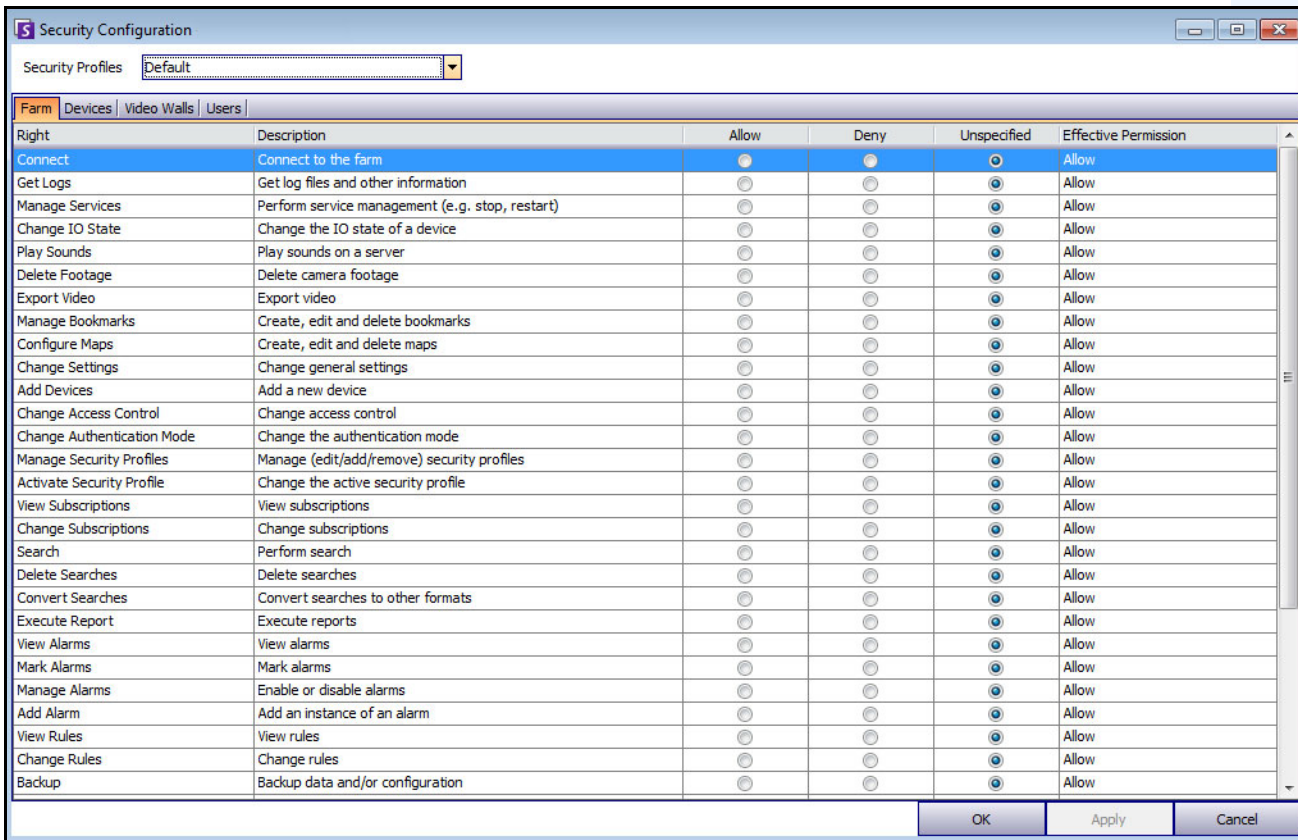 Security Configuration
Security Profiles Default
Farm Devices Video Walls Users
Right Description Allow Deny Unspecified Effective Permission
Connect Connect to the farm Allow
Get Logs Get log files and other information Allow
Manage Services Perform service management (e.g. stop, restart) Allow
Change IO State Change the IO state of a device Allow
Play Sounds Play sounds on a server Allow
Delete Footage Delete camera footage Allow
Export Video Export video Allow
Manage Bookmarks Create, edit and delete bookmarks Allow
Configure Maps Create, edit and delete maps Allow
Change Settings Change general settings Allow
Add Devices Add a new device Allow
Change Access Control Change access control Allow
Change Authentication Mode Change the authentication mode Allow
Manage Security Profiles Manage (edit/add/remove) security profiles Allow
Activate Security Profile Change the active security profile Allow
View Subscriptions View subscriptions Allow
Change Subscriptions Change subscriptions Allow
Search Perform search Allow
Delete Searches Delete searches Allow
Convert Searches Convert searches to other formats Allow
Execute Report Execute reports Allow
View Alarms View alarms Allow
Mark Alarms Mark alarms Allow
Manage Alarms Enable or disable alarms Allow
Add Alarm Add an instance of an alarm Allow
View Rules View rules Allow
Change Rules Change rules Allow
Backup Backup data and/or configuration Allow
OK Apply Cancel